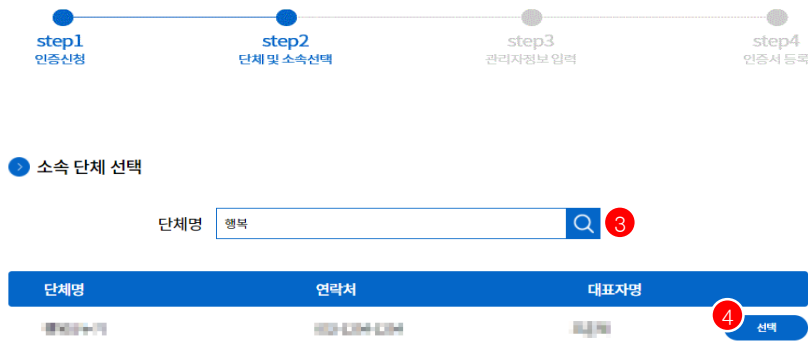 step1 step2 step3 step4
인증신청 단체 및 소속선택 관리자정보 입력 인증서 등록
소속 단체 선택
단체명 행복 3
단체명 연락처 대표자명
4 선택